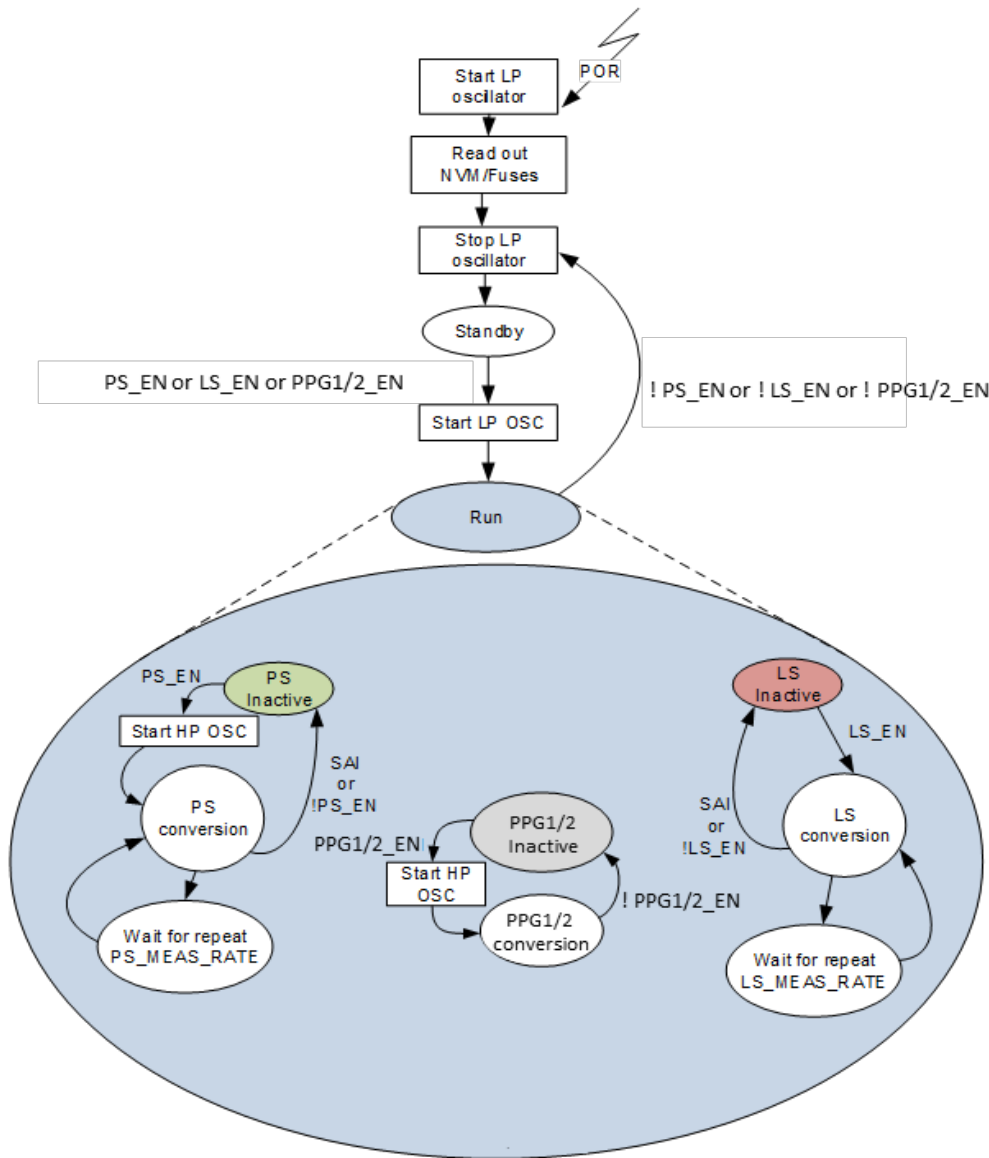 POR
Start LP
oscillator
Read out
NVM/Fuses
Stop LP
oscillator
Standby
PS_EN or LS_EN or PPG1/2_EN
! PS_EN or ! LS_EN or ! PPG1/2_EN
Start LP OSC
Run
PS_EN
PS
Inactive
Start HP OSC
SAI
or
!PS_EN
PS
conversion
Wait for repeat
PS_MEAS_RATE
PPG1/2_EN
PPG1/2
Inactive
Start HP
OSC
! PPG1/2_EN
PPG1/2
conversion
LS
Inactive
LS_EN
SAI
or
!LS_EN
LS
conversion
Wait for repeat
LS_MEAS_RATE